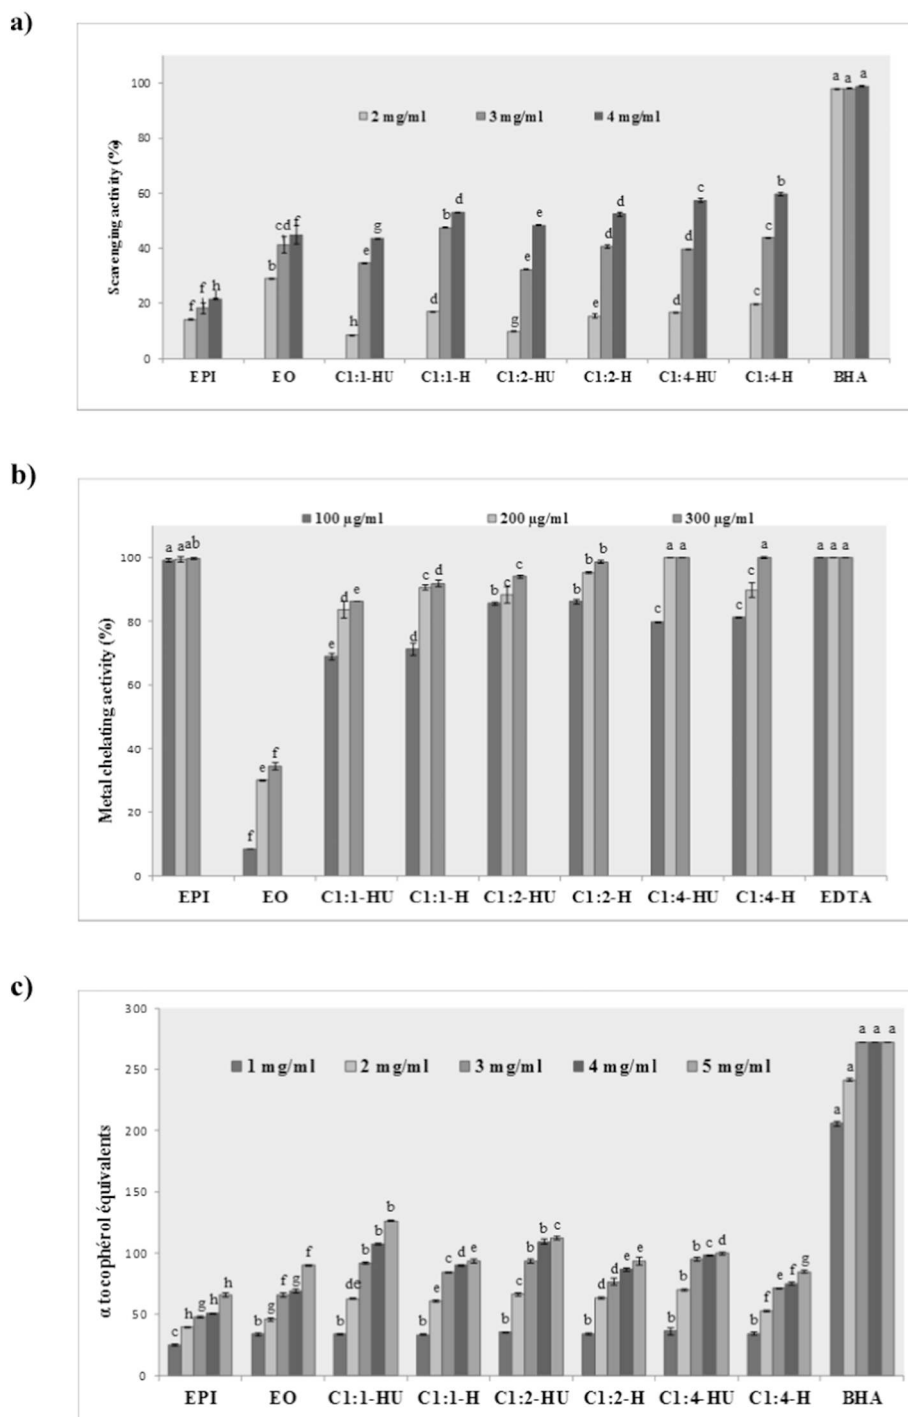 a)
100
80
60
40
20
0
Scavenging activity (%)
2 mg/ml 3 mg/ml 4 mg/ml
a a a
f f h
b cd f
h e g
d b d
g e e
e d d
d d c
c c b
EPI EO C1:1-HU C1:1-H C1:2-HU C1:2-H C1:4-HU C1:4-H BHA
b)
100 µg/ml 200 µg/ml 300 µg/ml
100
80
60
40
20
0
Metal chelating activity (%)
a a ab
f e f
e d e
d c d
b c c
b b b
c a a
c c a
a a a
EPI EO C1:1-HU C1:1-H C1:2-HU C1:2-H C1:4-HU C1:4-H EDTA
c)
300
250
200
150
100
50
0
α tocophérol équivalents
1 mg/ml 2 mg/ml 3 mg/ml 4 mg/ml 5 mg/ml
c h g h h
b g f g f
b de b b b
b e c d e
b c b b c
b d d e e
b b b c d
b f e f g
a a a a a
EPI EO C1:1-HU C1:1-H C1:2-HU C1:2-H C1:4-HU C1:4-H BHA